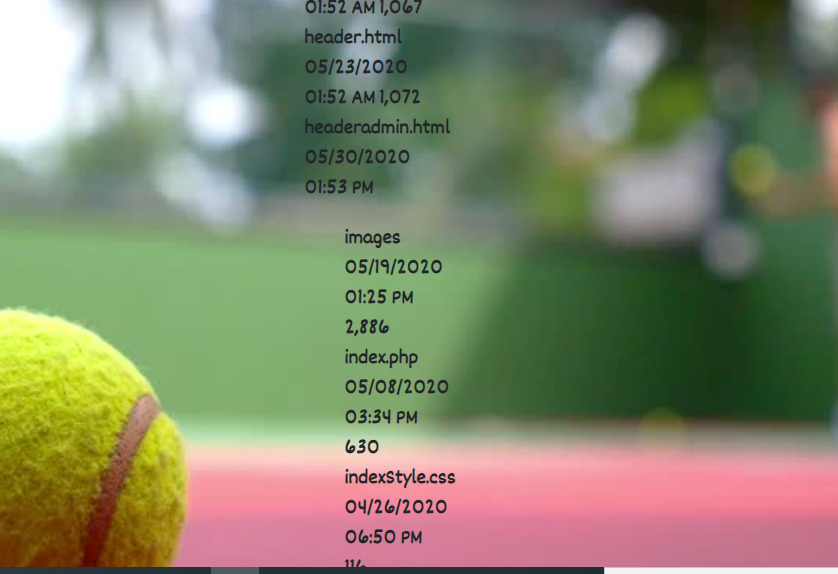 01:52 AM 1,067
header.html
05/23/2020
01:52 AM 1,072
headeradmin.html
05/30/2020
01:53 PM
images
05/19/2020
01:25 PM
2,886
index.php
05/08/2020
03:34 PM
630
indexStyle.css
04/26/2020
06:50 PM
116